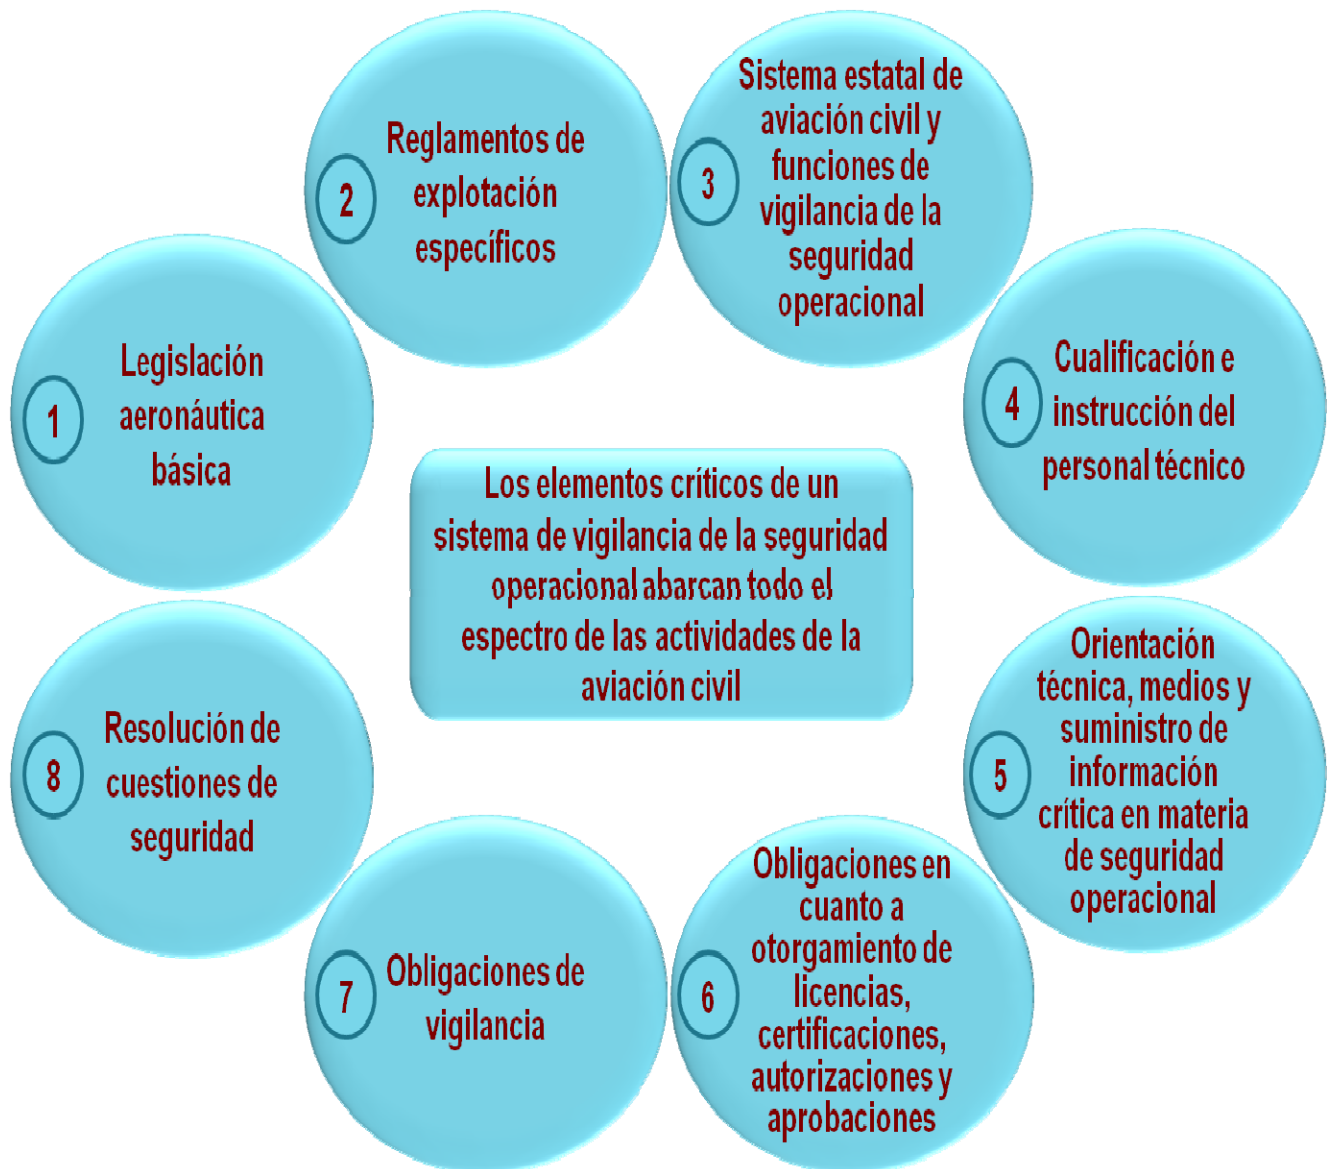 1
Legislación
aeronáutica
básica
2
Reglamentos de
explotación
específicos
3
Sistema estatal de
aviación civil y
funciones de
vigilancia de la
seguridad
operacional
4
Cualificación e
instrucción del
personal técnico
5
Orientación
técnica, medios y
suministro de
información
crítica en materia
de seguridad
operacional
6
Obligaciones en
cuanto a
otorgamiento de
licencias,
certificaciones,
autorizaciones y
aprobaciones
7
Obligaciones de
vigilancia
8
Resolución de
cuestiones de
seguridad
Los elementos críticos de un
sistema de vigilancia de la seguridad
operacional abarcan todo el
espectro de las actividades de la
aviación civil